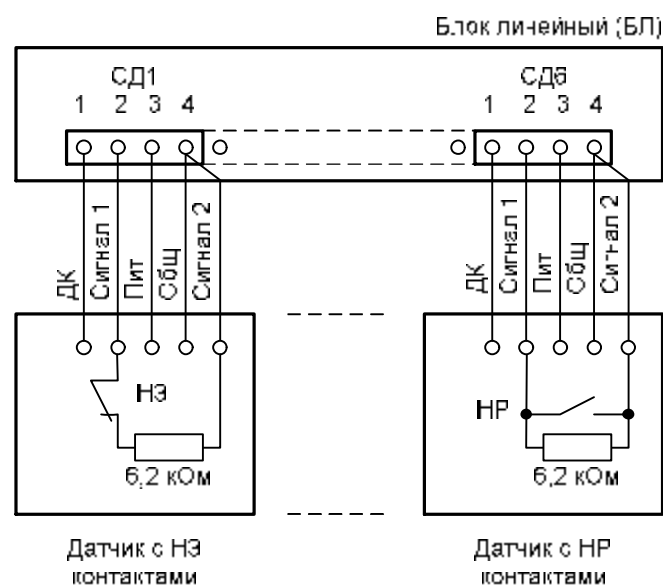 Блок линейный (БЛ)
СД1 СД6
1 2 3 4 1 2 3 4
ДК Сигнал 1 Пит Общ Сигнал 2 ДК Сигнал 1 Пит Общ Сигнал 2
НЗ НР
6,2 кОм 6,2 кОм
Датчик с НЗ Датчик с НР
контактами контактами